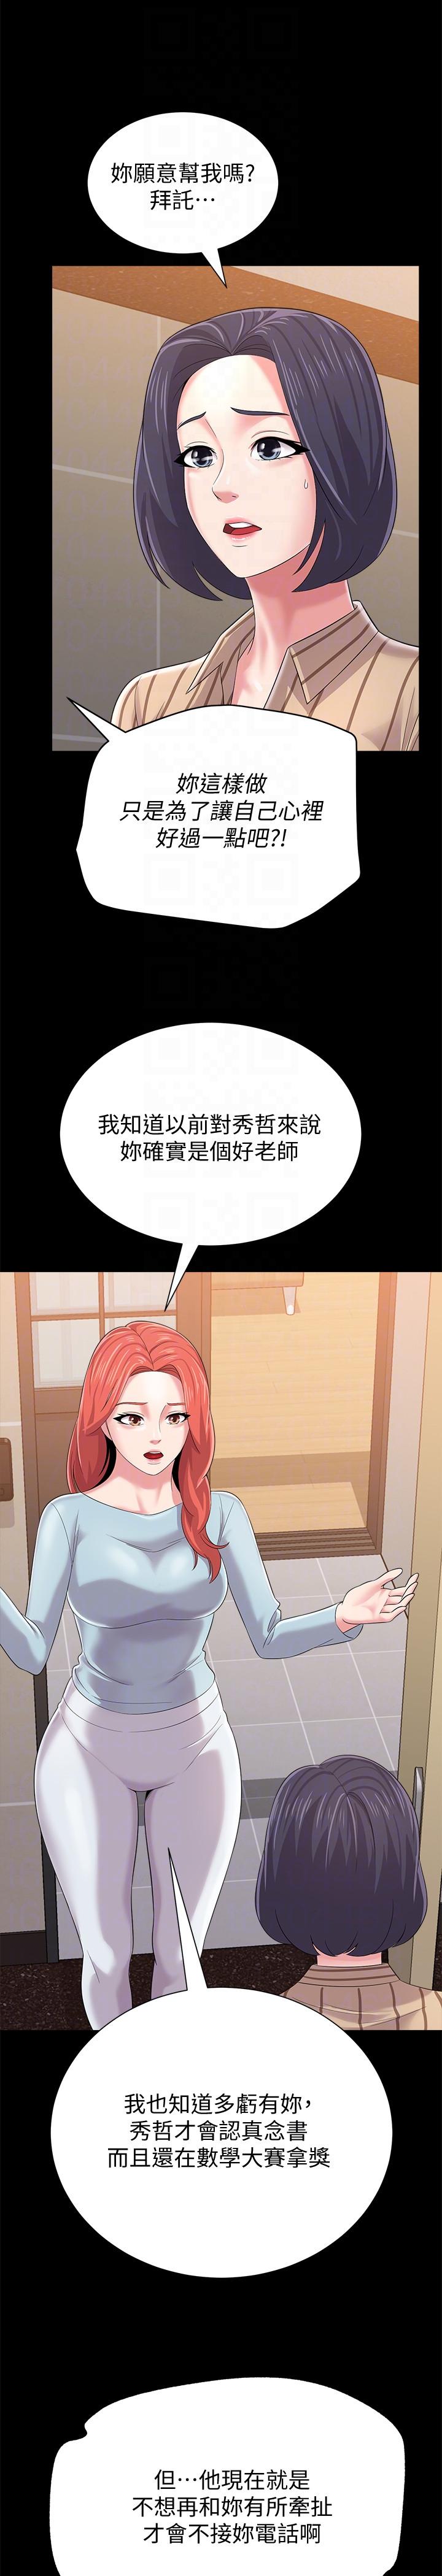 妳願意幫我嗎?
拜託⋯
妳這樣做
只是為了讓自己心裡
好過一點吧?!
我知道以前對秀哲來說
妳確實是個好老師
我也知道多虧有妳，
秀哲才會認真念書
而且還在數學大賽拿獎
但⋯他現在就是
不想再和妳有所牽扯
才會不接妳電話啊